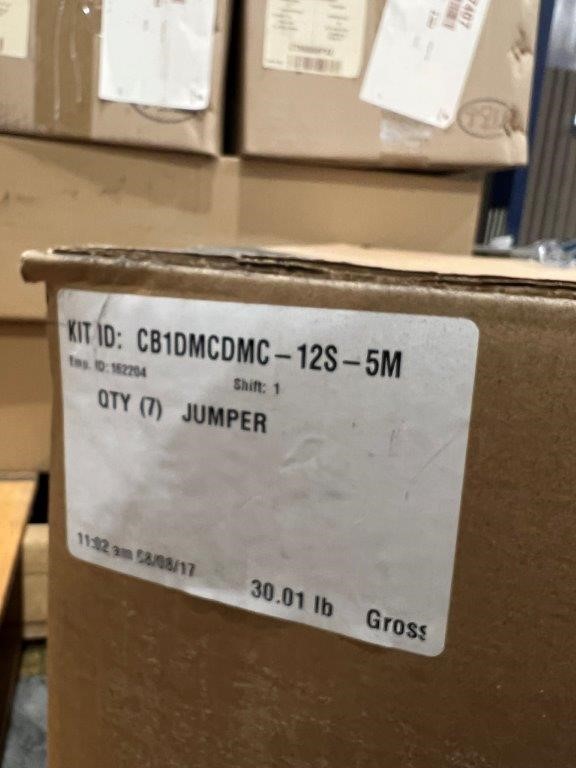 KIT ID: CB1DMCDMC-12S-5M
Emp. ID: 162204 Shift: 1
QTY (7) JUMPER
11:02 am 08/08/17
30.01 lb Gross